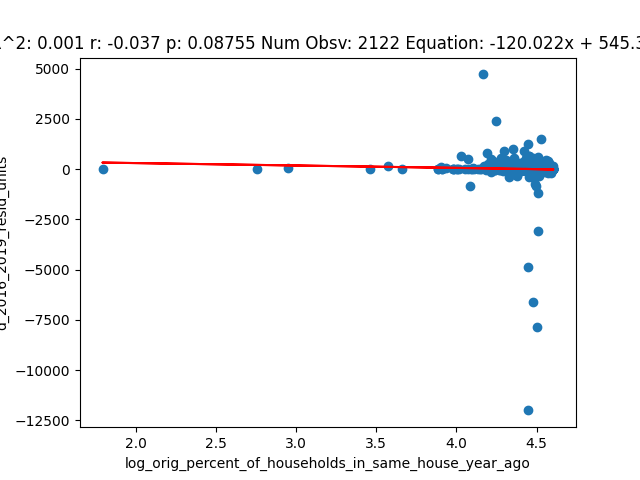 ^2: 0.001 r: -0.037 p: 0.08755 Num Obsv: 2122 Equation: -120.022x + 545.3
5000
2500
0
−2500
−5000
−7500
−10000
−12500
d_2016_2019_resid_units
2.0 2.5 3.0 3.5 4.0 4.5
log_orig_percent_of_households_in_same_house_year_ago